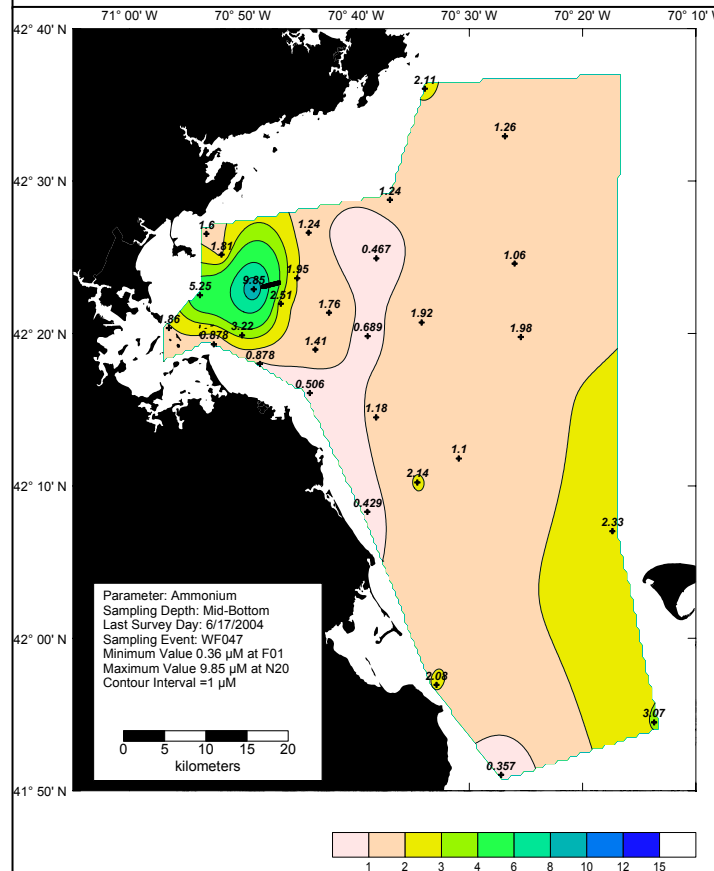 71° 00' W 70° 50' W 70° 40' W 70° 30' W 70° 20' W 70° 10' W
42° 40' N
2.11
1.26
42° 30' N
1.24
1.6 1.24
1.81 0.467 1.06
9.85 1.95
5.25 2.51
1.76 1.92
.86 42° 20' N
3.22 0.689 1.98
0.878 1.41
0.878
0.506
1.18
1.1
42° 10' N 2.14
0.429 2.33
Parameter: Ammonium
Sampling Depth: Mid-Bottom
Last Survey Day: 6/17/2004
Sampling Event: WF047
Minimum Value 0.36 µM at F01
Maximum Value 9.85 µM at N20
Contour Interval =1 µM
0 5 10 15 20
kilometers
42° 00' N
2.08
3.07
0.357
41° 50' N
1 2 3 4 6 8 10 12 15